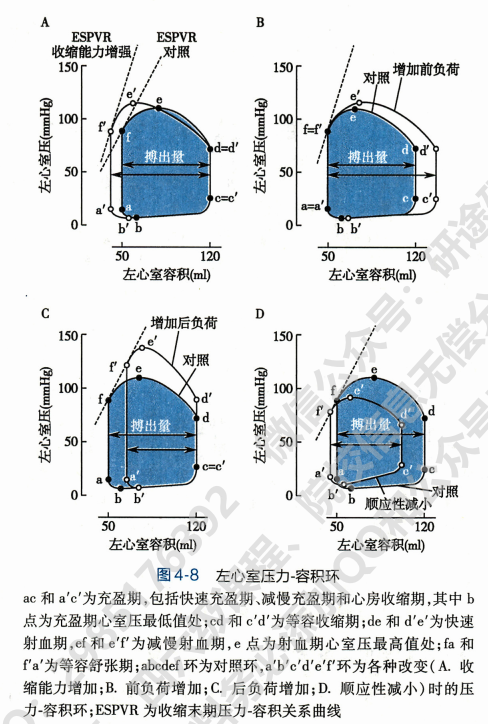 A
ESPVR
收缩能力增强
ESPVR
对照
150
100
50
0
左心室压(mmHg)
e′
e
f′
f
d=d′
搏出量
a′
a
c=c′
b′
b
50
120
左心室容积(ml)
B
150
100
50
0
左心室压(mmHg)
对照
增加前负荷
e′
e
f=f′
d
d′
搏出量
a=a′
c
c′
b
b′
50
120
左心室容积(ml)
C
150
100
50
0
左心室压(mmHg)
增加后负荷
对照
e′
f′
e
f
d′
d
搏出量
a
a′
c=c′
b
b′
50
120
左心室容积(ml)
D
150
100
50
0
左心室压(mmHg)
e
f
e′
f′
d′
d
搏出量
a′
a
c′
c
b′
b
对照
顺应性减小
50
120
左心室容积(ml)
图4-8 左心室压力-容积环
ac 和 a′c′为充盈期,包括快速充盈期、减慢充盈期和心房收缩期,其中 b
点为充盈期心室压最低值处;cd 和 c′d′为等容收缩期;de 和 d′e′为快速
射血期,ef 和 e′f′为减慢射血期,e 点为射血期心室压最高值处;fa 和
f′a′为等容舒张期;abcdef 环为对照环,a′b′c′d′e′f′环为各种改变(A. 收
缩能力增加;B. 前负荷增加;C. 后负荷增加;D. 顺应性减小)时的压
力-容积环;ESPVR 为收缩末期压力-容积关系曲线